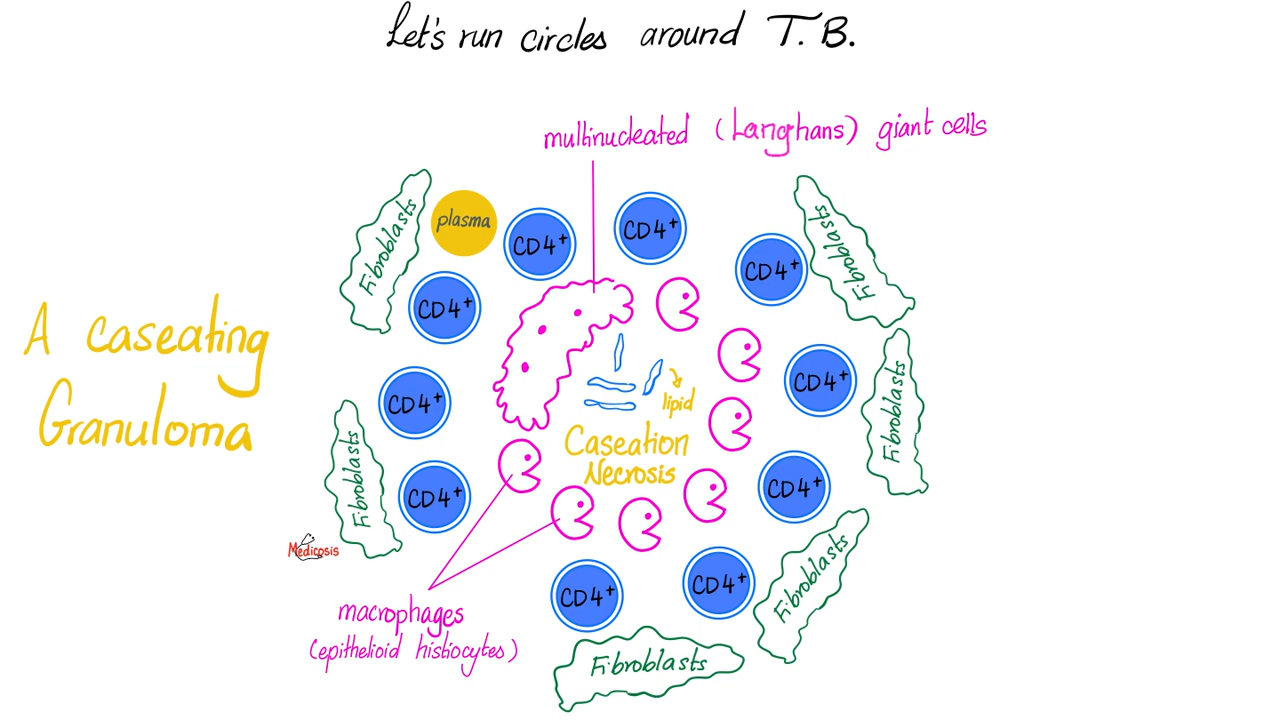 Let's run circles around T.B.
multinucleated (Langhans) giant cells
Fibroblasts
plasma
CD4+
CD4+
Fibroblasts
CD4+
CD4+
A caseating
Granuloma
CD4+
Fibroblasts
CD4+
lipid
Caseation
Necrosis
Fibroblasts
CD4+
CD4+
Medicosis
Fibroblasts
CD4+
CD4+
macrophages
(epithelioid histiocytes)
Fibroblasts